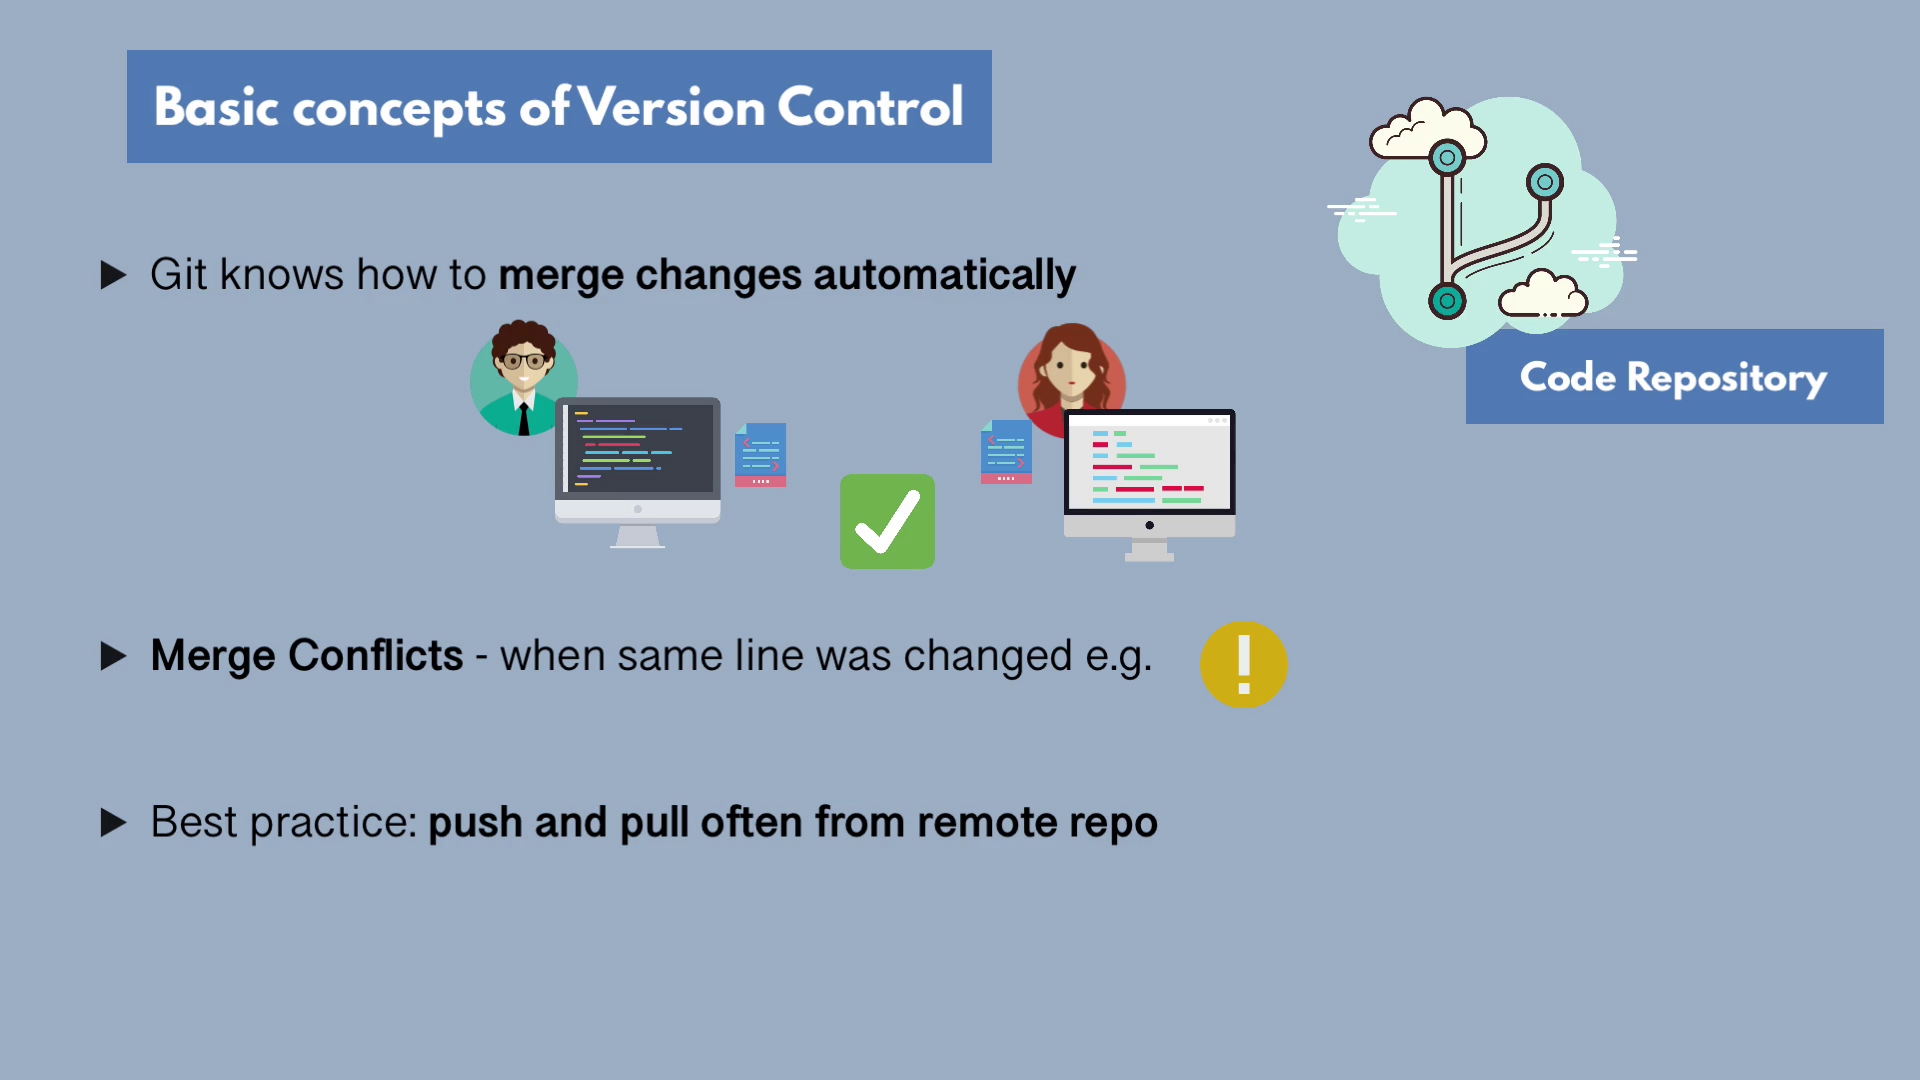 Basic concepts of Version Control
Git knows how to merge changes automatically
Code Repository
Merge Conflicts - when same line was changed e.g.
Best practice: push and pull often from remote repo